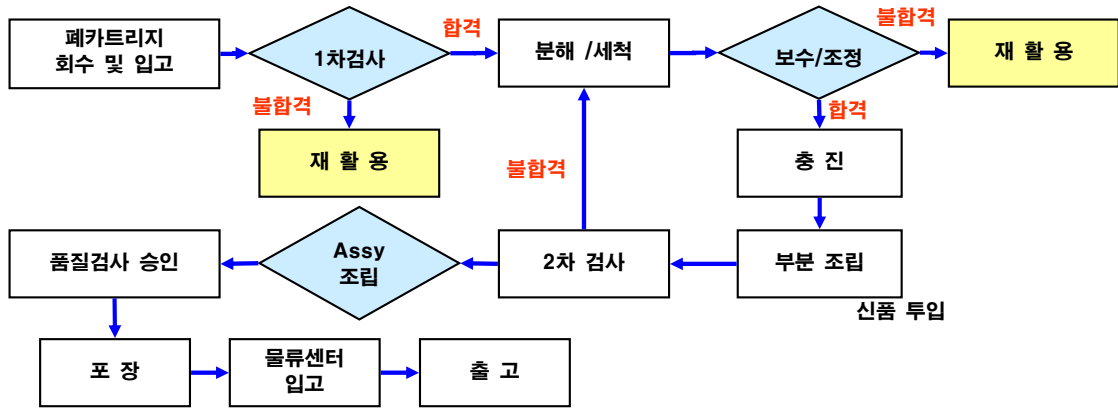 폐카트리지
회수 및 입고
1차검사
합격
분해 /세척
보수/조정
불합격
재 활 용
불합격
재 활 용
합격
충 진
불합격
품질검사 승인
Assy
조립
2차 검사
부분 조립
신품 투입
포 장
물류센터
입고
출 고